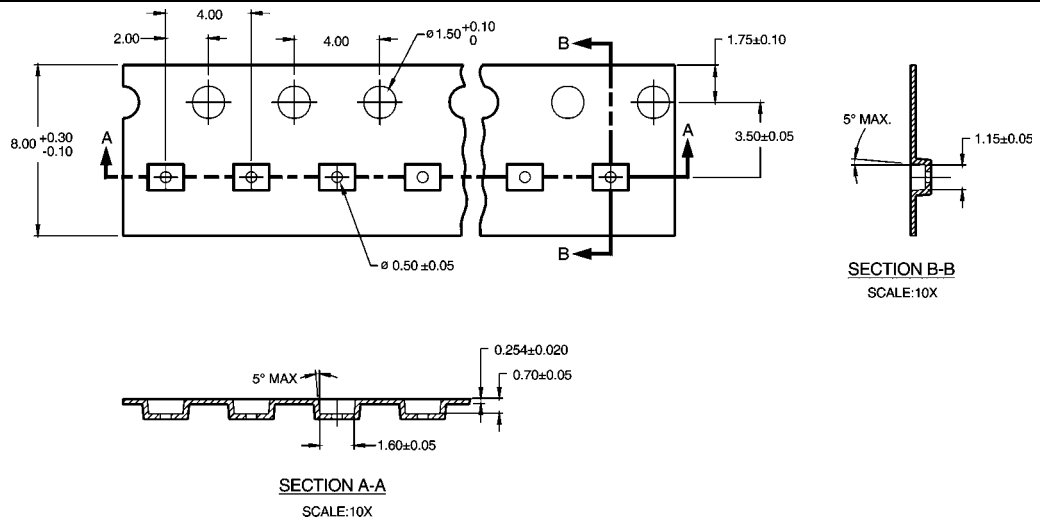 4.00
2.00
4.00
ø1.50 +0.10
0
B
1.75±0.10
8.00 +0.30
-0.10
A
A
3.50±0.05
5° MAX.
1.15±0.05
B
ø 0.50 ±0.05
SECTION B-B
SCALE:10X
0.254±0.020
5° MAX
0.70±0.05
1.60±0.05
SECTION A-A
SCALE:10X